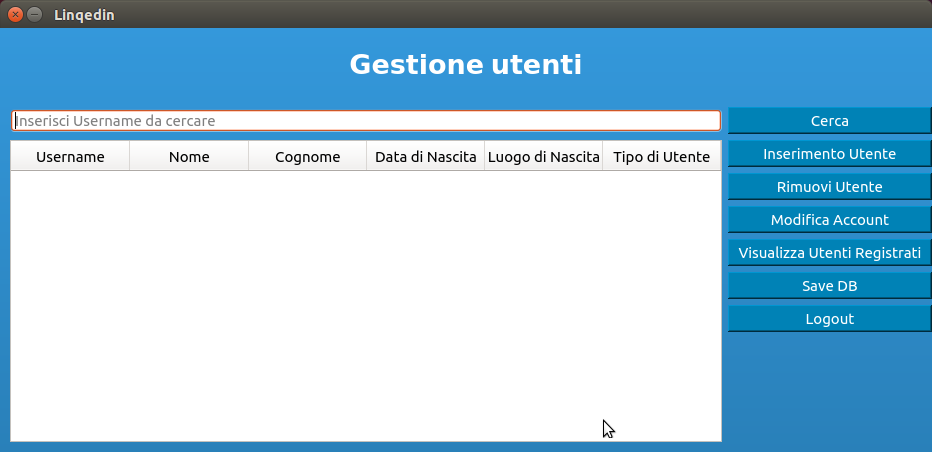 Linqedin
Gestione utenti
Inserisci Username da cercare
Cerca
Username Nome Cognome Data di Nascita Luogo di Nascita Tipo di Utente
Inserimento Utente
Rimuovi Utente
Modifica Account
Visualizza Utenti Registrati
Save DB
Logout